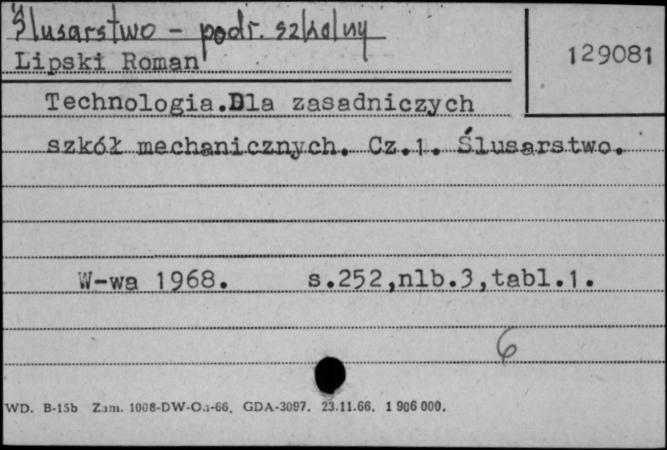 Ślusarstwo - podr. szkolny
Lipski Roman
129081
Technologia.Dla zasadniczych
szkół mechanicznych. Cz.1. Ślusarstwo.
W-wa 1968. s.252,nlb.3,tabl.1.
6
WD. B-15b Zam. 1008-DW-Oa-66. GDA-3097. 23.11.66. 1 906 000.